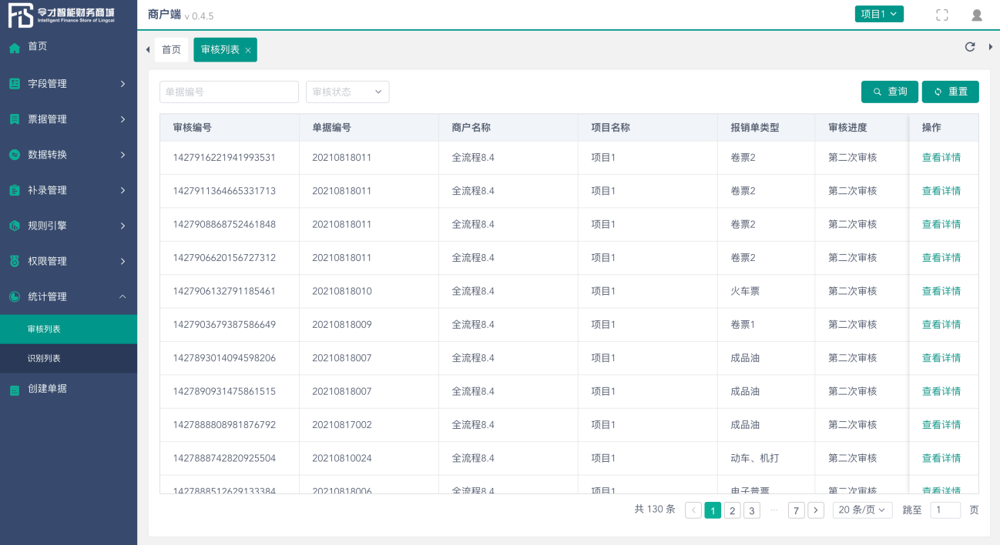 FiS 令才智能财务商城
Intelligent Finance Store of Lingcai
商户端 v 0.4.5
项目1
首页
字段管理
票据管理
数据转换
补录管理
规则引擎
权限管理
统计管理
审核列表
识别列表
创建单据
首页 审核列表 ×
单据编号 审核状态 查询 重置
审核编号 单据编号 商户名称 项目名称 报销单类型 审核进度 操作
1427916221941993531 20210818011 全流程8.4 项目1 卷票2 第二次审核 查看详情
1427911364665331713 20210818011 全流程8.4 项目1 卷票2 第二次审核 查看详情
1427908868752461848 20210818011 全流程8.4 项目1 卷票2 第二次审核 查看详情
1427906620156727312 20210818011 全流程8.4 项目1 卷票2 第二次审核 查看详情
1427906132791185461 20210818010 全流程8.4 项目1 火车票 第二次审核 查看详情
1427903679387586649 20210818009 全流程8.4 项目1 卷票1 第二次审核 查看详情
1427893014094598206 20210818007 全流程8.4 项目1 成品油 第二次审核 查看详情
1427890931475861515 20210818007 全流程8.4 项目1 成品油 第二次审核 查看详情
1427888808981876792 20210817002 全流程8.4 项目1 成品油 第二次审核 查看详情
1427888742820925504 20210810024 全流程8.4 项目1 动车、机打 第二次审核 查看详情
1427888512629133384 20210818006 全流程8.4 项目1 电子普票 第二次审核 查看详情
共 130 条 < 1 2 3 ··· 7 > 20 条/页 跳至 1 页